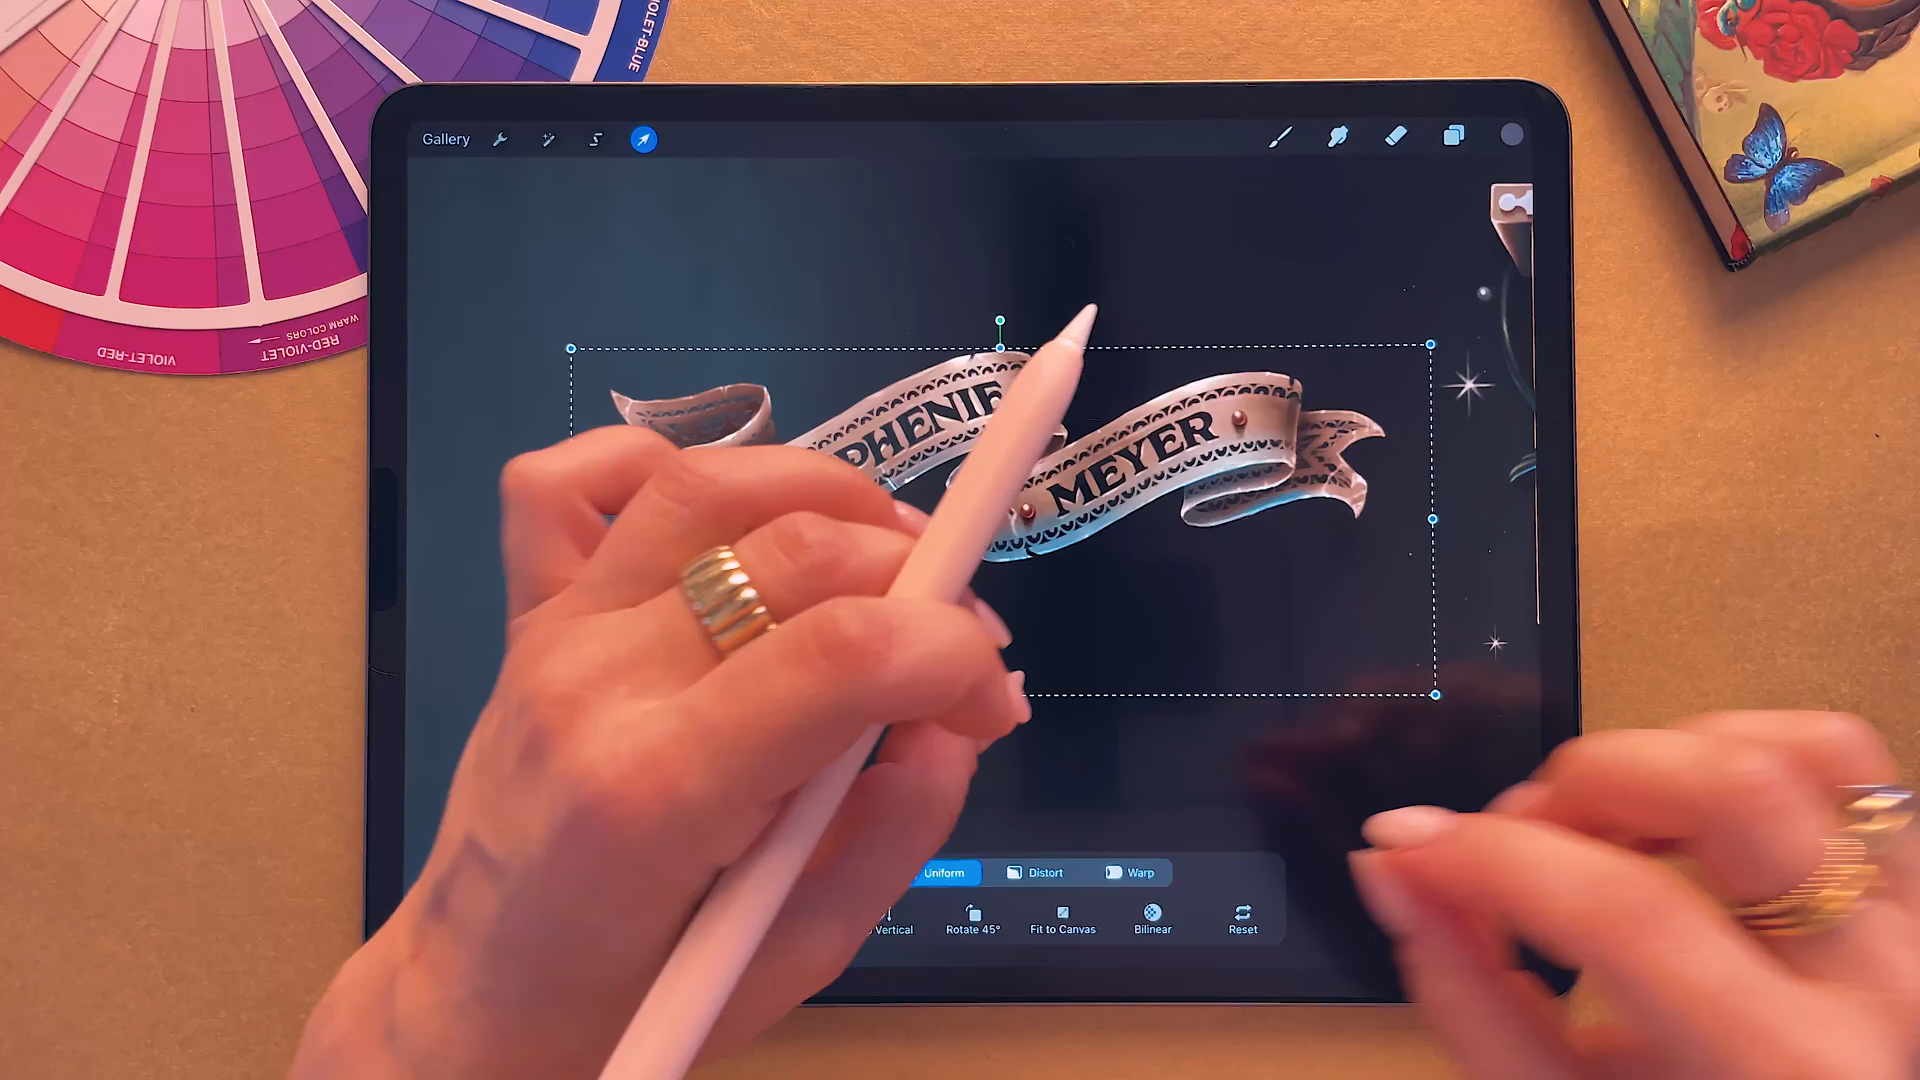 VIOLET-BLUE
Gallery
WARM COLORS
RED-VIOLET
VIOLET-RED
PHENIE
MEYER
Uniform
Distort
Warp
Vertical
Rotate 45°
Fit to Canvas
Bilinear
Reset